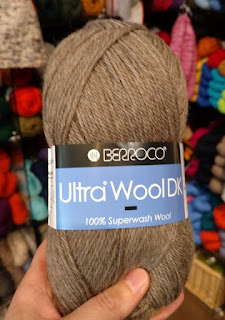 BERROCO®
Ultra® Wool DK
100% Superwash Wool